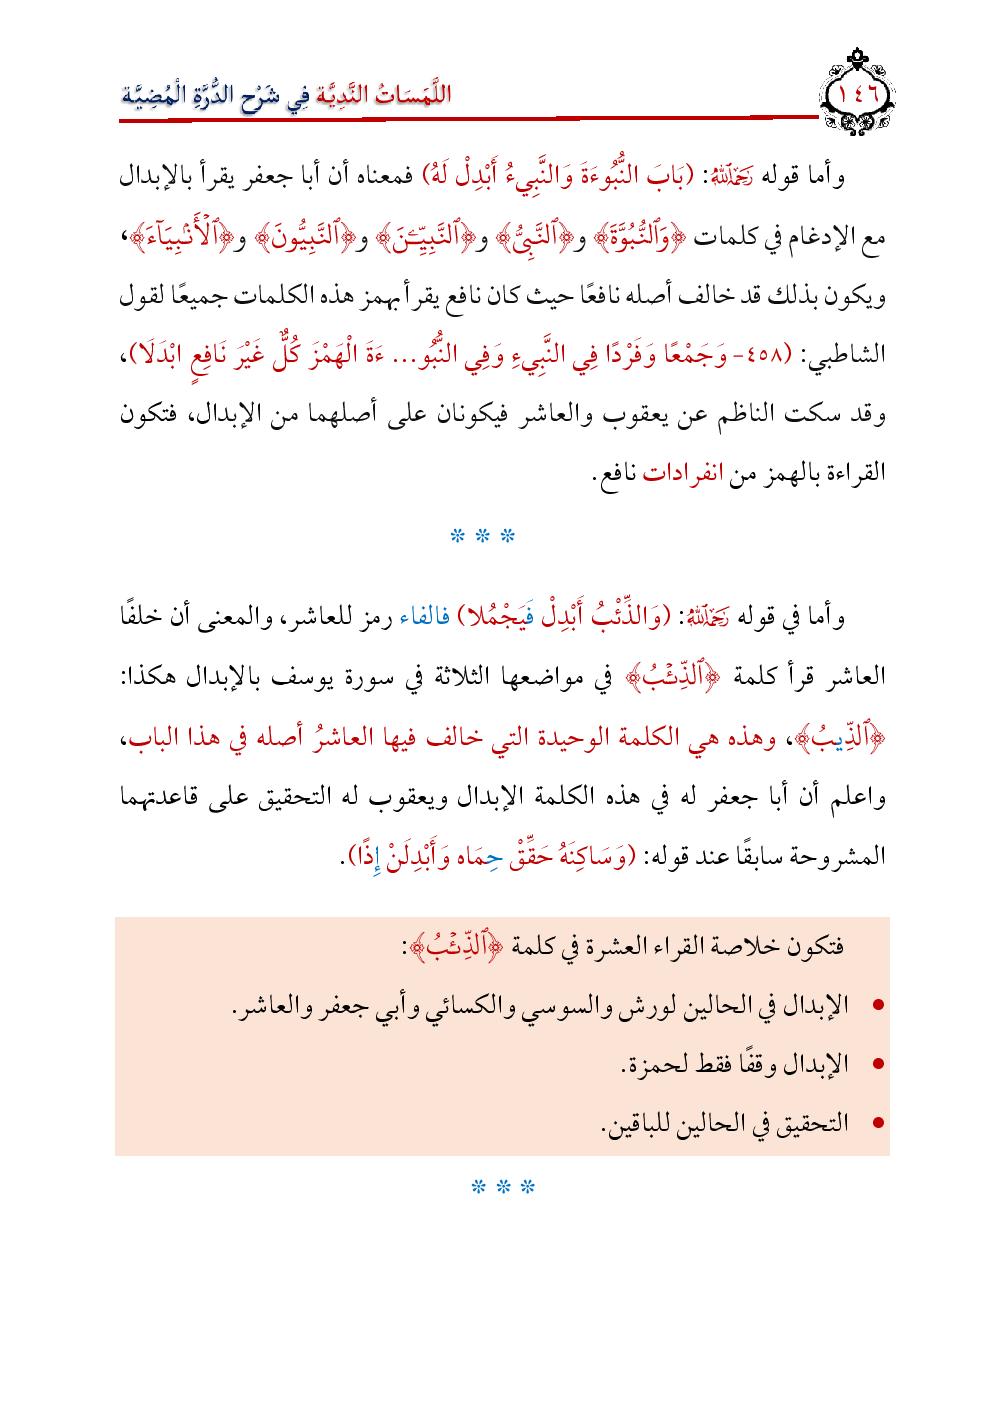 ١٤٦
اللَّمَسَاتُ النَّدِيَّة فِي شَرْحِ الدُّرَّةِ الْمُضِيَّة
وأما قوله رَحِمَهُ ٱللَّهُ: (بَابَ النُّبُوءَةَ وَالنَّبِيءُ أَبْدِلْ لَهُ) فمعناه أن أبا جعفر يقرأ بالإبدال
مع الإدغام في كلمات ﴿وَٱلنُّبُوَّةَ﴾ و﴿ٱلنَّبِيُّ﴾ و﴿ٱلنَّبِيِّـۧنَ﴾ و﴿ٱلنَّبِيُّونَ﴾ و﴿ٱلۡأَنۢبِيَآءَ﴾،
ويكون بذلك قد خالف أصله نافعًا حيث كان نافع يقرأ بهمز هذه الكلمات جميعًا لقول
الشاطبي: (٤٥٨- وَجَمْعًا وَفَرْدًا فِي النَّبِيءِ وَفِي النُّبُو... ءَةَ الْهَمْزَ كُلٌّ غَيْرَ نَافِعٍ ابْدَلَا)،
وقد سكت الناظم عن يعقوب والعاشر فيكونان على أصلهما من الإبدال، فتكون
القراءة بالهمز من انفرادات نافع.
* * *
وأما في قوله رَحِمَهُ ٱللَّهُ: (وَالذِّئْبُ أَبْدِلْ فَيَجْمُلا) فالفاء رمز للعاشر، والمعنى أن خلفًا
العاشر قرأ كلمة ﴿ٱلذِّئۡبُ﴾ في مواضعها الثلاثة في سورة يوسف بالإبدال هكذا:
﴿ٱلذِّيبُ﴾، وهذه هي الكلمة الوحيدة التي خالف فيها العاشرُ أصله في هذا الباب،
واعلم أن أبا جعفر له في هذه الكلمة الإبدال ويعقوب له التحقيق على قاعدتهما
المشروحة سابقًا عند قوله: (وَسَاكِنَهُ حَقِّقْ حِمَاه وَأَبْدِلَنْ إِذًا).
فتكون خلاصة القراء العشرة في كلمة ﴿ٱلذِّئۡبُ﴾:
• الإبدال في الحالين لورش والسوسي والكسائي وأبي جعفر والعاشر.
• الإبدال وقفًا فقط لحمزة.
• التحقيق في الحالين للباقين.
* * *